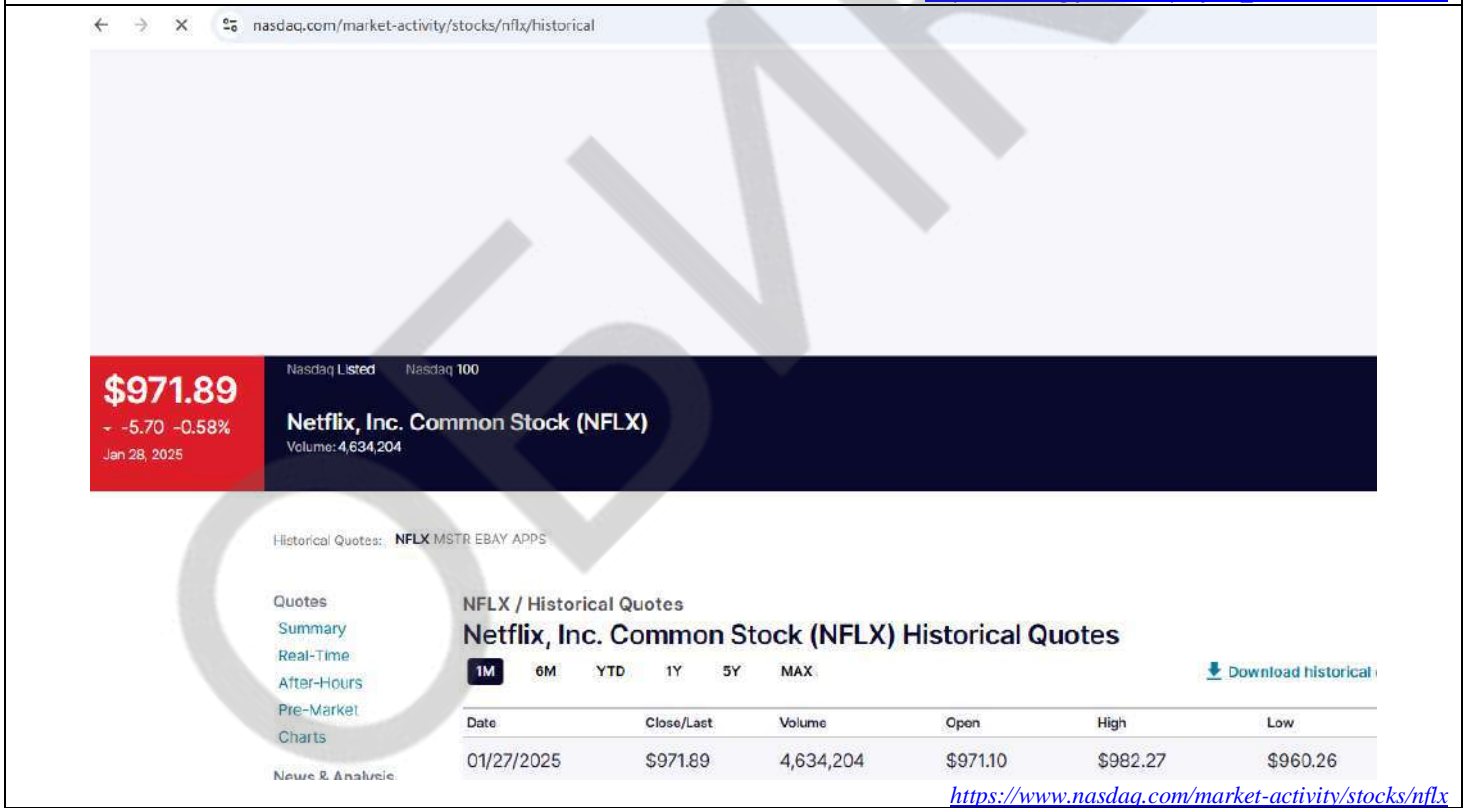 nasdaq.com/market-activity/stocks/nflx/historical
$971.89
-5.70 -0.58%
Jan 28, 2025
Nasdaq Listed Nasdaq 100
Netflix, Inc. Common Stock (NFLX)
Volume: 4,634,204
Historical Quotes: NFLX MSTR EBAY APPS
Quotes
Summary
Real-Time
After-Hours
Pre-Market
Charts
News & Analysis
NFLX / Historical Quotes
Netflix, Inc. Common Stock (NFLX) Historical Quotes
1M 6M YTD 1Y 5Y MAX
Download historical
Date Close/Last Volume Open High Low
01/27/2025 $971.89 4,634,204 $971.10 $982.27 $960.26
https://www.nasdaq.com/market-activity/stocks/nflx